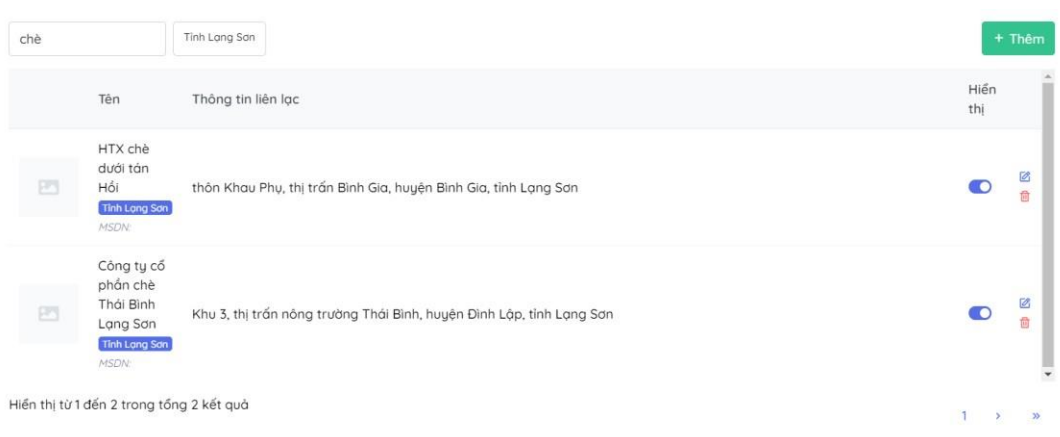 chè
Tỉnh Lạng Sơn
+ Thêm
Tên
Thông tin liên lạc
Hiển
thị
HTX chè
dưới tán
Hồi
Tỉnh Lạng Sơn
MSDN:
thôn Khau Phụ, thị trấn Bình Gia, huyện Bình Gia, tỉnh Lạng Sơn
Công ty cổ
phần chè
Thái Bình
Lạng Sơn
Tỉnh Lạng Sơn
MSDN:
Khu 3, thị trấn nông trường Thái Bình, huyện Đình Lập, tỉnh Lạng Sơn
Hiển thị từ 1 đến 2 trong tổng 2 kết quả
1 › »